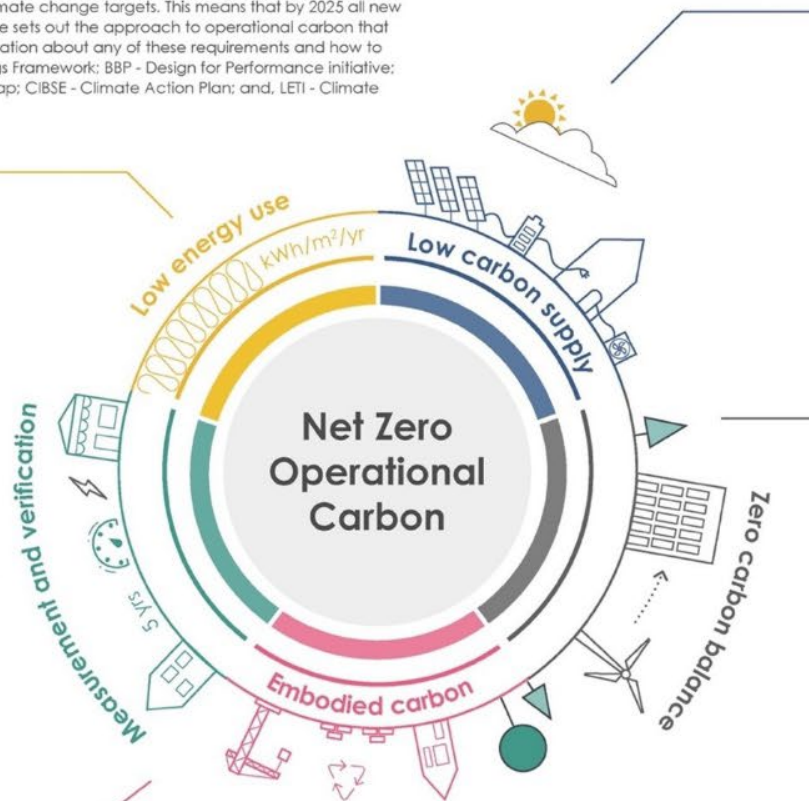 mate change targets. This means that by 2025 all new
e sets out the approach to operational carbon that
ation about any of these requirements and how to
gs Framework; BBP - Design for Performance initiative;
ap; CIBSE - Climate Action Plan; and, LETI - Climate
Low energy use
kWh/m²/yr
Low carbon supply
Net Zero
Operational
Carbon
Measurement and verification
5 yrs
Zero carbon balance
Embodied carbon